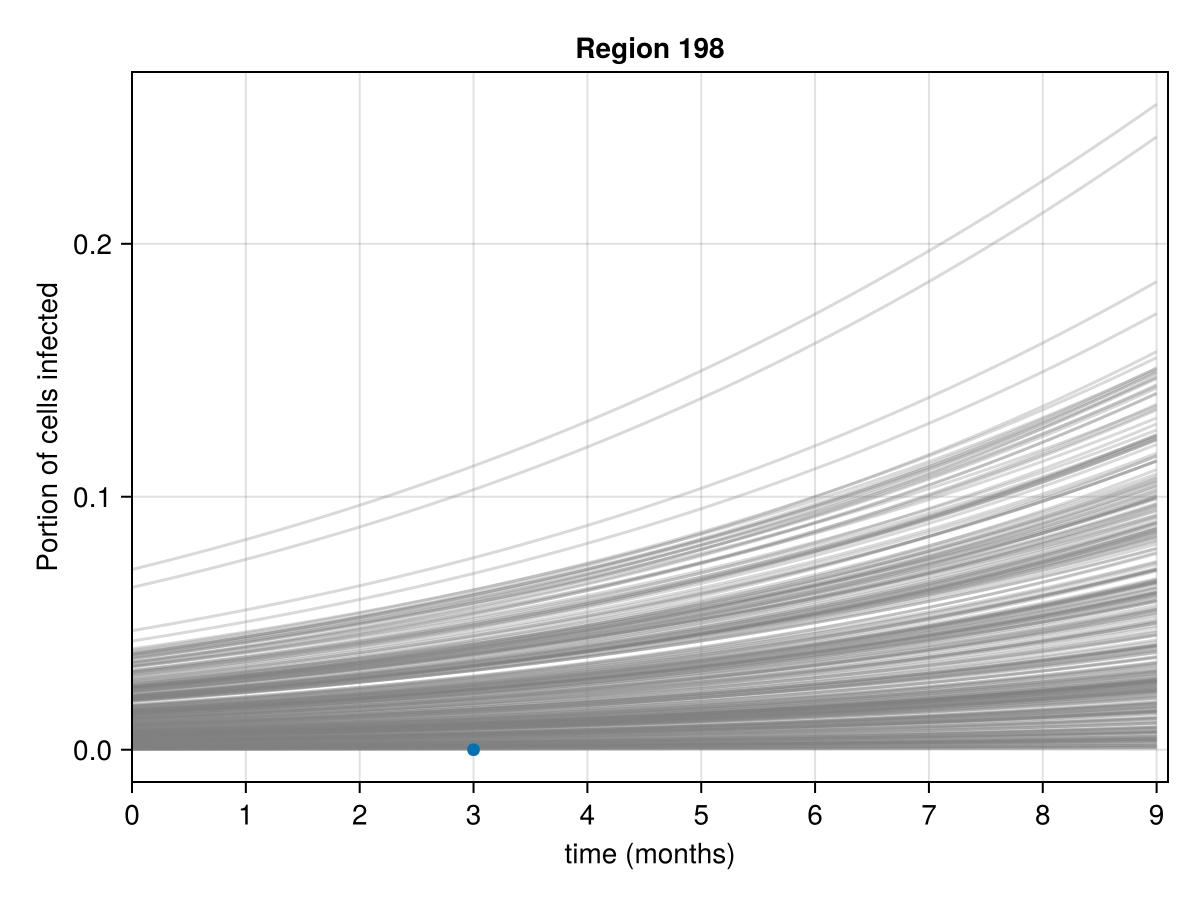 Region 198
Portion of cells infected
0.2
0.1
0.0
0 1 2 3 4 5 6 7 8 9
time (months)